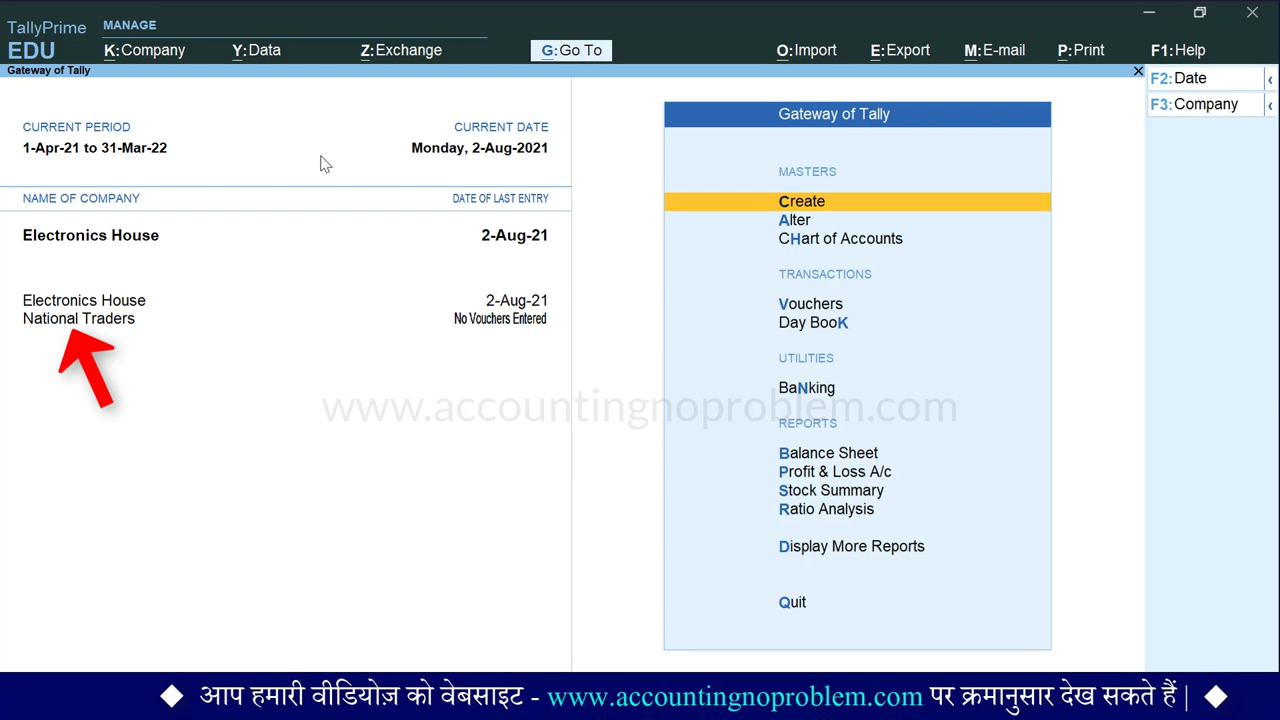 TallyPrime
EDU
MANAGE
K:Company Y:Data Z:Exchange G:Go To O:Import E:Export M:E-mail P:Print F1:Help
Gateway of Tally
CURRENT PERIOD CURRENT DATE
1-Apr-21 to 31-Mar-22 Monday, 2-Aug-2021
NAME OF COMPANY DATE OF LAST ENTRY
Electronics House 2-Aug-21
Electronics House 2-Aug-21
National Traders No Vouchers Entered
Gateway of Tally
MASTERS
Create
Alter
CHart of Accounts
TRANSACTIONS
Vouchers
Day BooK
UTILITIES
BaNking
REPORTS
Balance Sheet
Profit & Loss A/c
Stock Summary
Ratio Analysis
Display More Reports
Quit
F2:Date
F3:Company
www.accountingnoproblem.com
आप हमारी वीडियोज़ को वेबसाइट - www.accountingnoproblem.com पर क्रमानुसार देख सकते हैं |